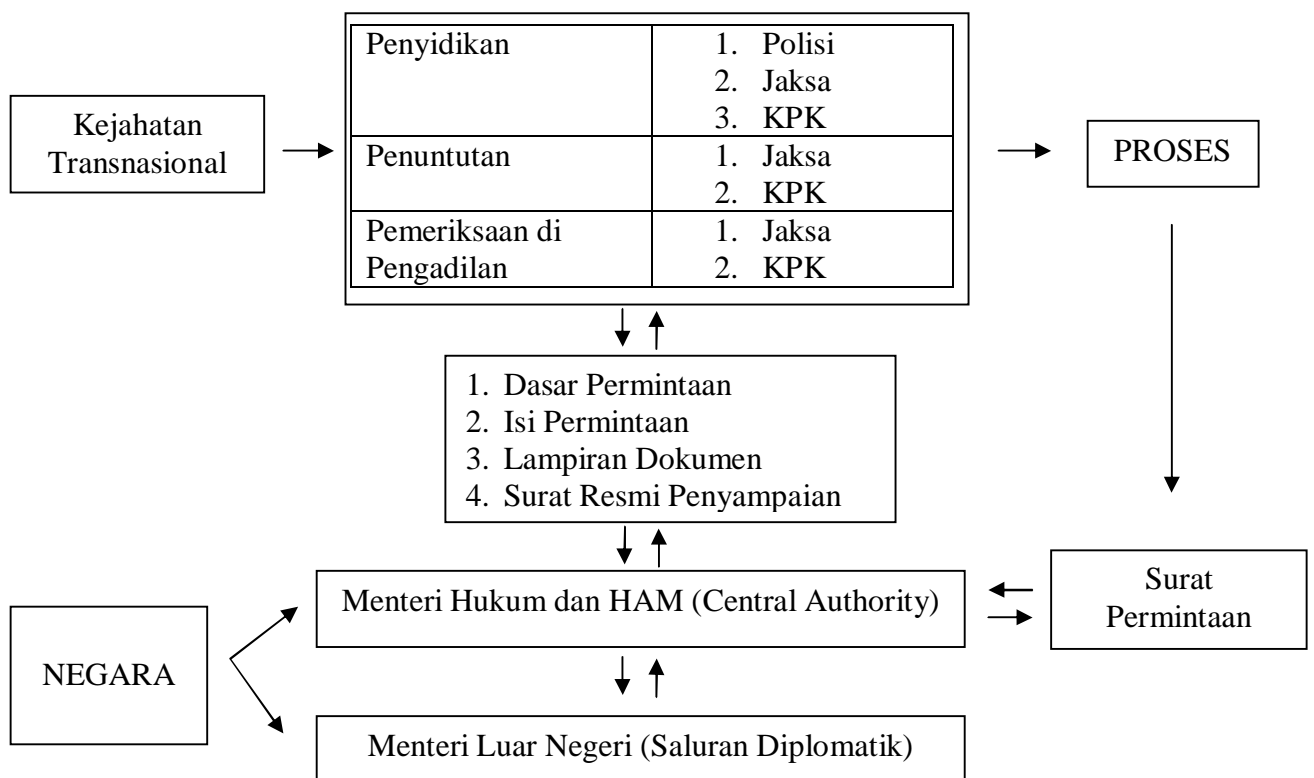 Penyidikan
1. Polisi
2. Jaksa
3. KPK
Kejahatan
Transnasional
Penuntutan
1. Jaksa
2. KPK
PROSES
Pemeriksaan di
Pengadilan
1. Jaksa
2. KPK
1. Dasar Permintaan
2. Isi Permintaan
3. Lampiran Dokumen
4. Surat Resmi Penyampaian
Menteri Hukum dan HAM (Central Authority)
Surat
Permintaan
NEGARA
Menteri Luar Negeri (Saluran Diplomatik)